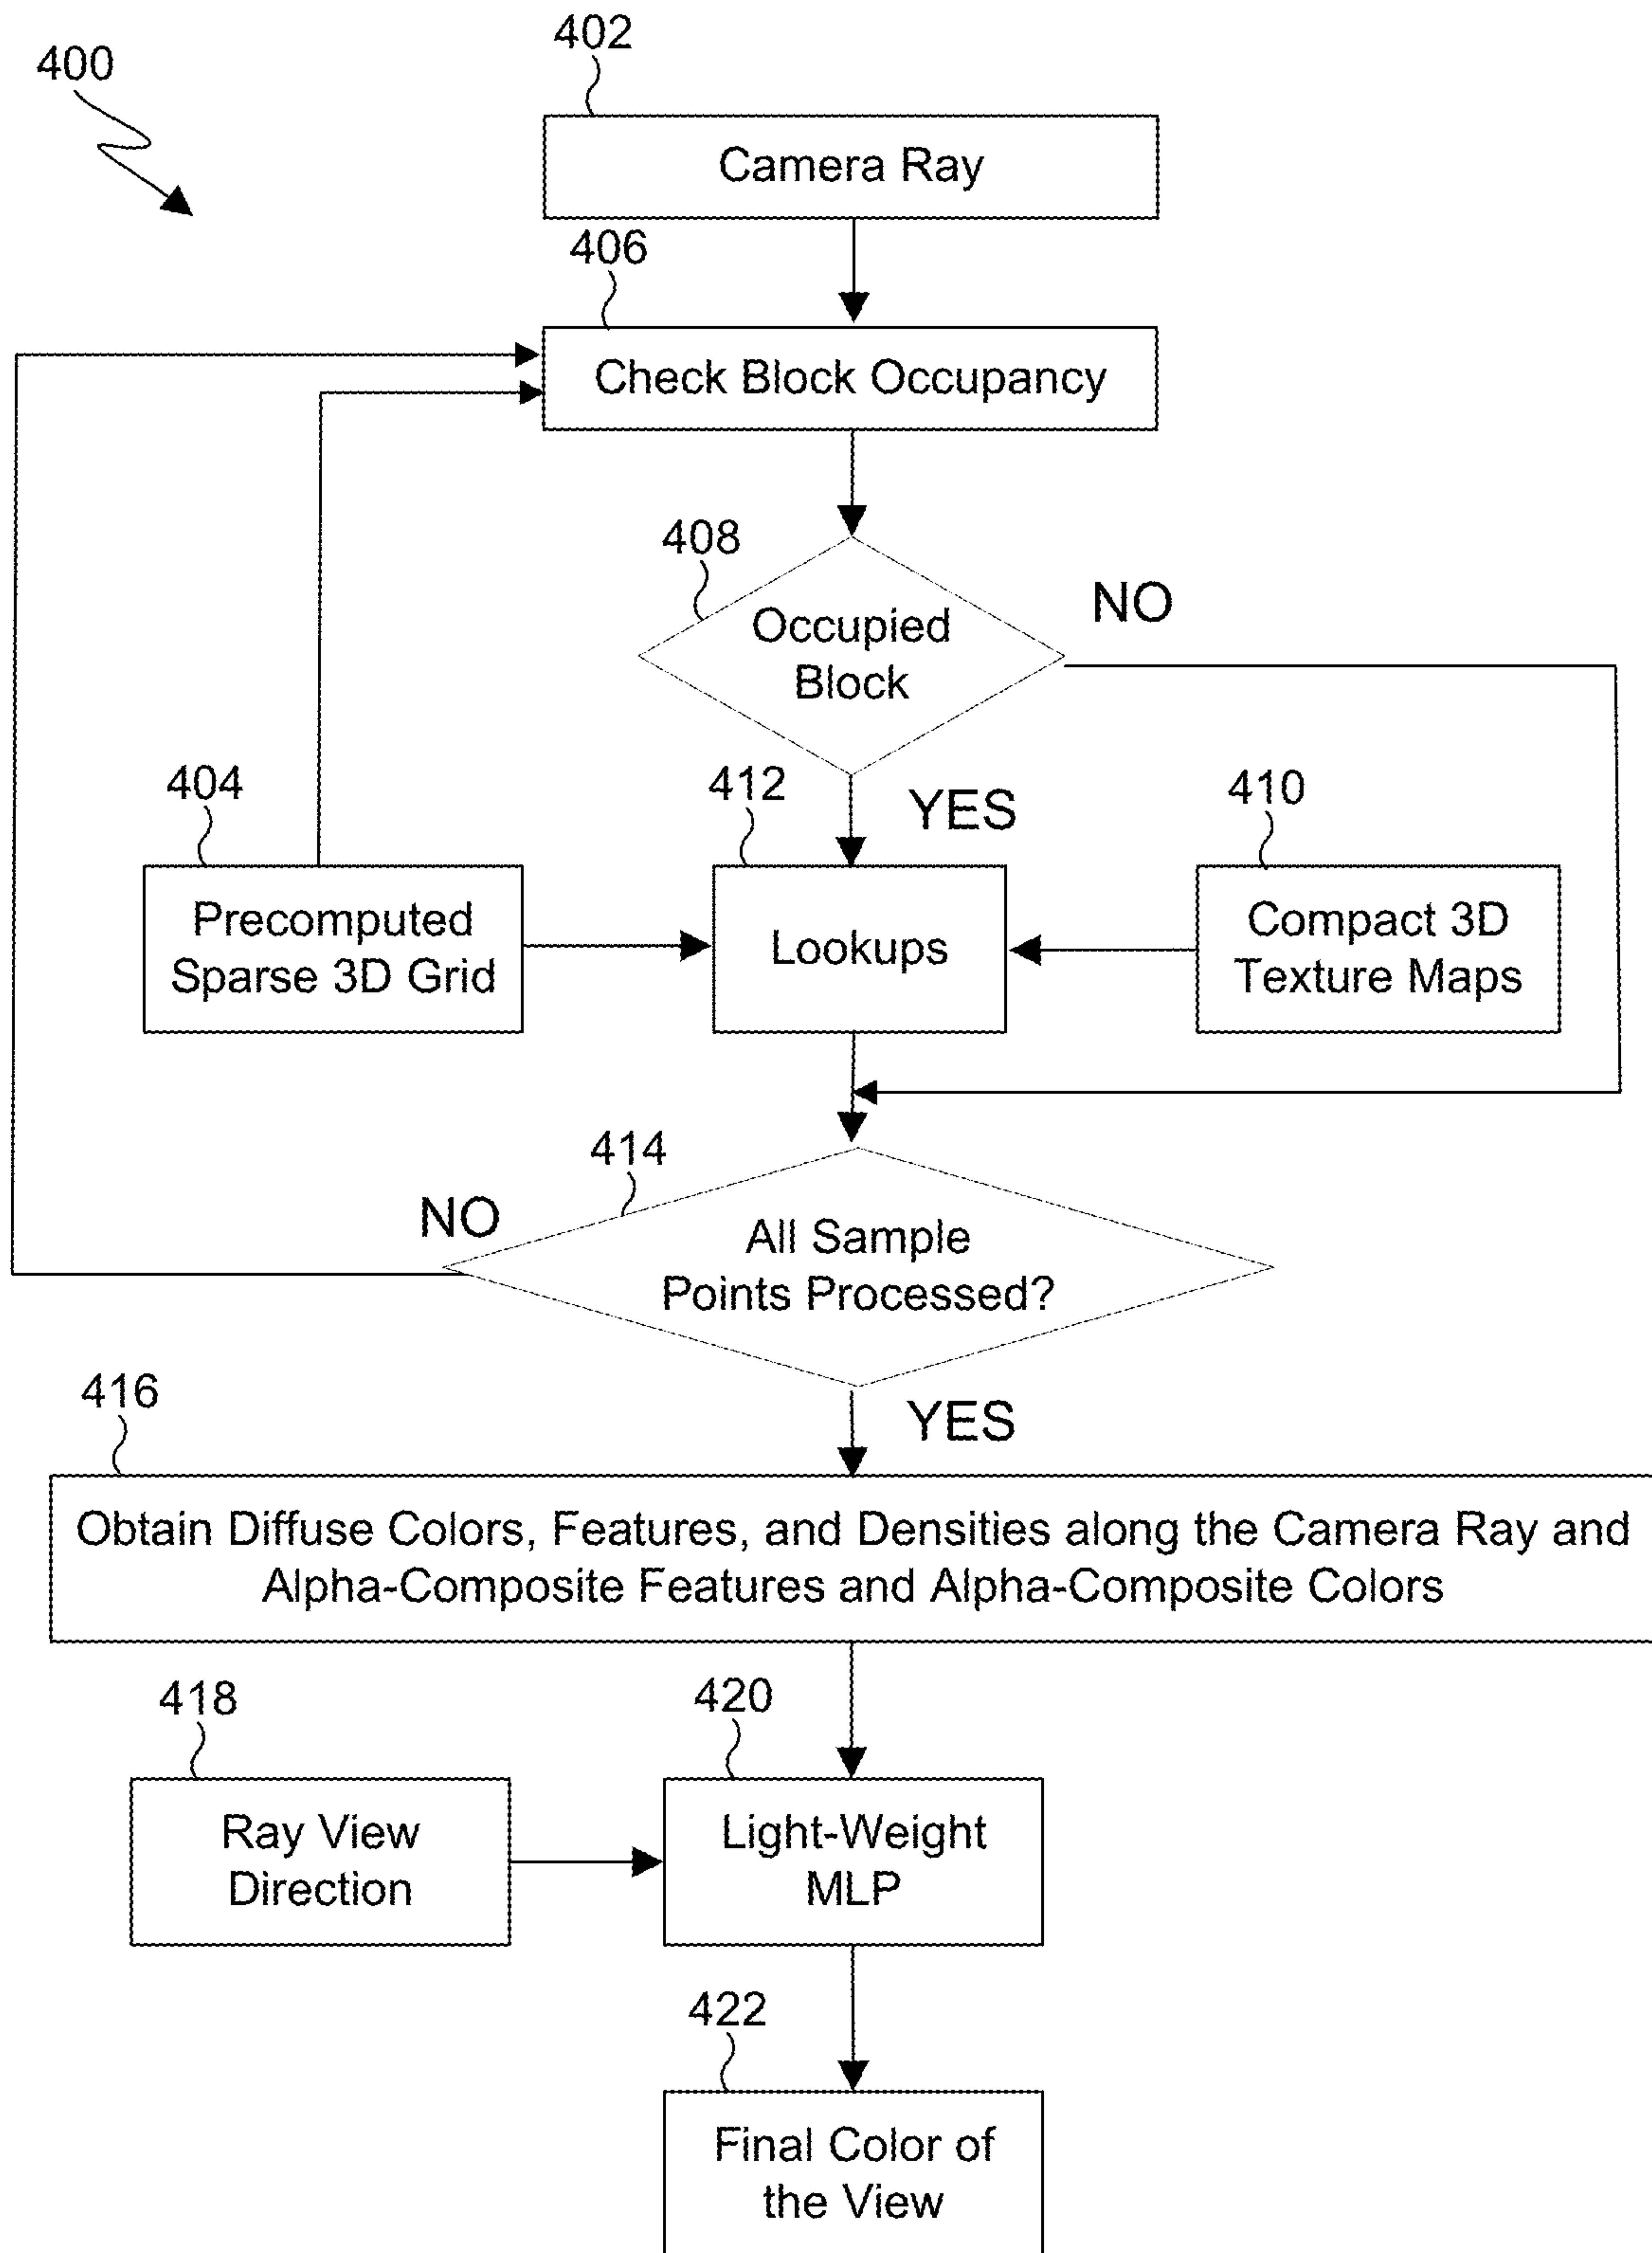 400
402
Camera Ray
406
Check Block Occupancy
408
Occupied
Block
NO
YES
404
Precomputed
Sparse 3D Grid
412
Lookups
410
Compact 3D
Texture Maps
414
All Sample
Points Processed?
NO
YES
416
Obtain Diffuse Colors, Features, and Densities along the Camera Ray and
Alpha-Composite Features and Alpha-Composite Colors
418
Ray View
Direction
420
Light-Weight
MLP
422
Final Color of
the View